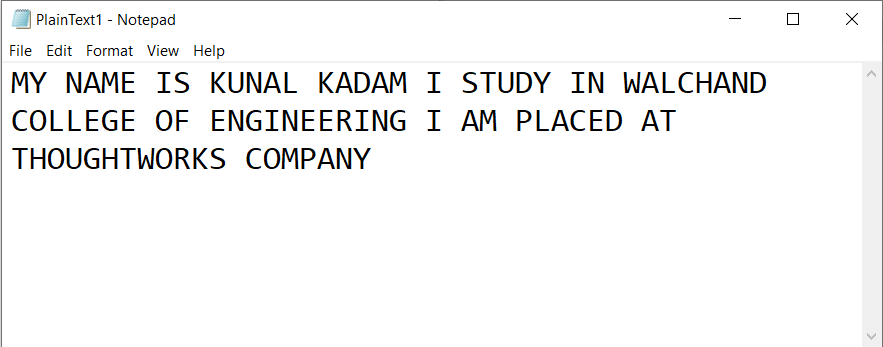 PlainText1 - Notepad
File Edit Format View Help
MY NAME IS KUNAL KADAM I STUDY IN WALCHAND
COLLEGE OF ENGINEERING I AM PLACED AT
THOUGHTWORKS COMPANY